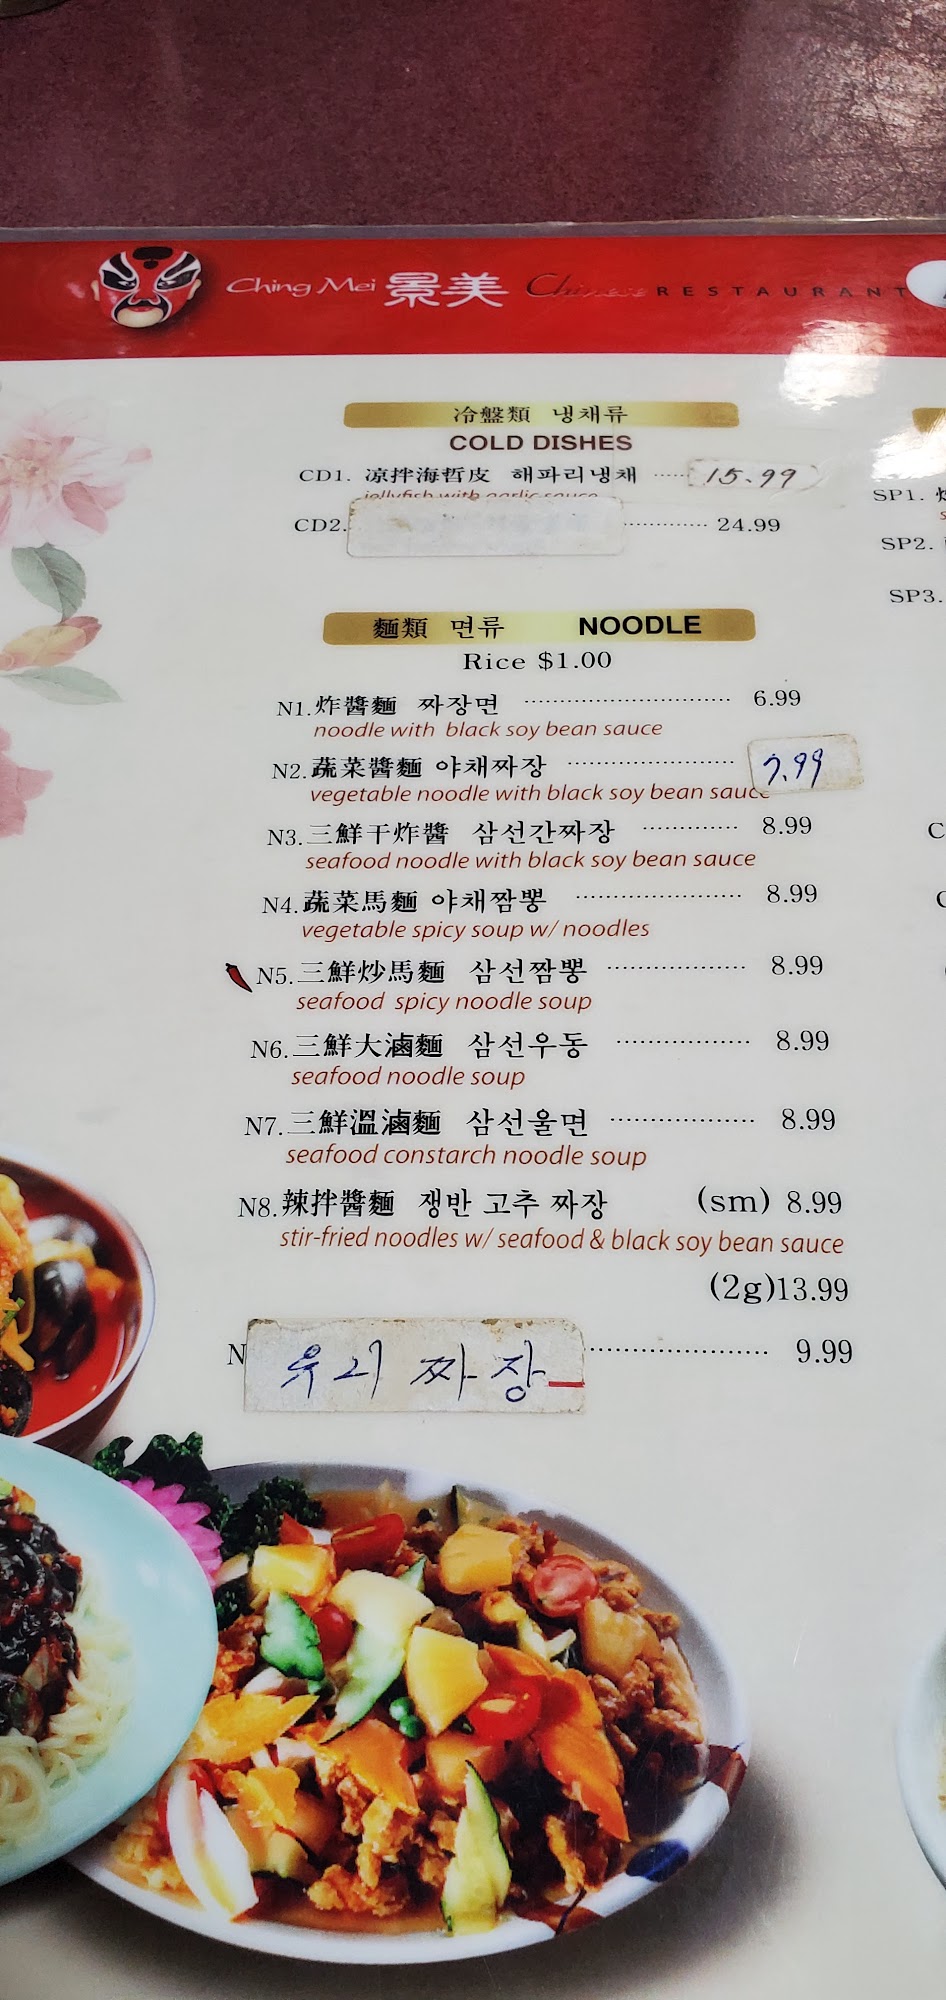 Ching Mei 景美 Chinese RESTAURANT
冷盤類 냉채류
COLD DISHES
CD1. 凉拌海哲皮 해파리냉채 15.99
jellyfish with garlic sauce
CD2. 24.99
麵類 면류 NOODLE
Rice $1.00
N1.炸醬麵 짜장면 6.99
noodle with black soy bean sauce
N2.蔬菜醬麵 야채짜장 7.99
vegetable noodle with black soy bean sauce
N3.三鮮干炸醬 삼선간짜장 8.99
seafood noodle with black soy bean sauce
N4.蔬菜馬麵 야채짬뽕 8.99
vegetable spicy soup w/ noodles
N5.三鮮炒馬麵 삼선짬뽕 8.99
seafood spicy noodle soup
N6.三鮮大滷麵 삼선우동 8.99
seafood noodle soup
N7.三鮮溫滷麵 삼선울면 8.99
seafood constarch noodle soup
N8.辣拌醬麵 쟁반 고추 짜장 (sm) 8.99
stir-fried noodles w/ seafood & black soy bean sauce
(2g)13.99
N 유니 짜장 9.99
SP1.
SP2.
SP3.